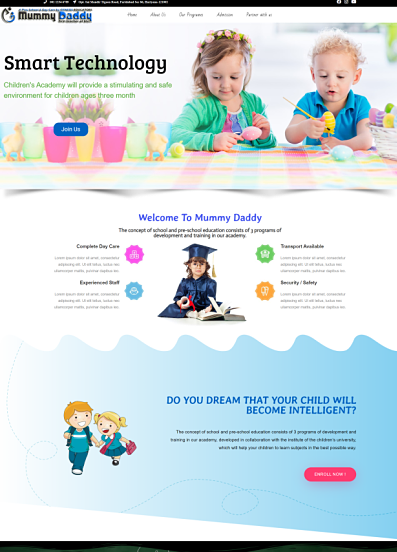 Mummy Daddy
Home
About Us
Our Programs
Admission
Partner with us
Smart Technology
Children's Academy will provide a stimulating and safe
environment for children ages three month
Join Us
Welcome To Mummy Daddy
The concept of school and pre-school education consists of 3 programs of
development and training in our academy.
Complete Day Care
Lorem ipsum dolor sit amet, consectetur
adipiscing elit. Ut elit tellus, luctus nec
ullamcorper mattis, pulvinar dapibus leo.
Transport Available
Lorem ipsum dolor sit amet, consectetur
adipiscing elit. Ut elit tellus, luctus nec
ullamcorper mattis, pulvinar dapibus leo.
Experienced Staff
Lorem ipsum dolor sit amet, consectetur
adipiscing elit. Ut elit tellus, luctus nec
ullamcorper mattis, pulvinar dapibus leo.
Security / Safety
Lorem ipsum dolor sit amet, consectetur
adipiscing elit. Ut elit tellus, luctus nec
ullamcorper mattis, pulvinar dapibus leo.
DO YOU DREAM THAT YOUR CHILD WILL
BECOME INTELLIGENT?
The concept of school and pre-school education consists of 3 programs of development and
training in our academy, developed in collaboration with the institute of the children's university,
which will help your children to learn subjects in the best possible way.
ENROLL NOW !